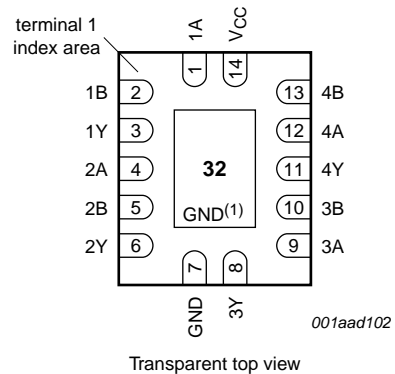 terminal 1
index area
1A
VCC
1
14
1B 2
13 4B
1Y 3
12 4A
2A 4
32
11 4Y
2B 5
GND(1)
10 3B
2Y 6
9 3A
7
8
GND
3Y
001aad102
Transparent top view